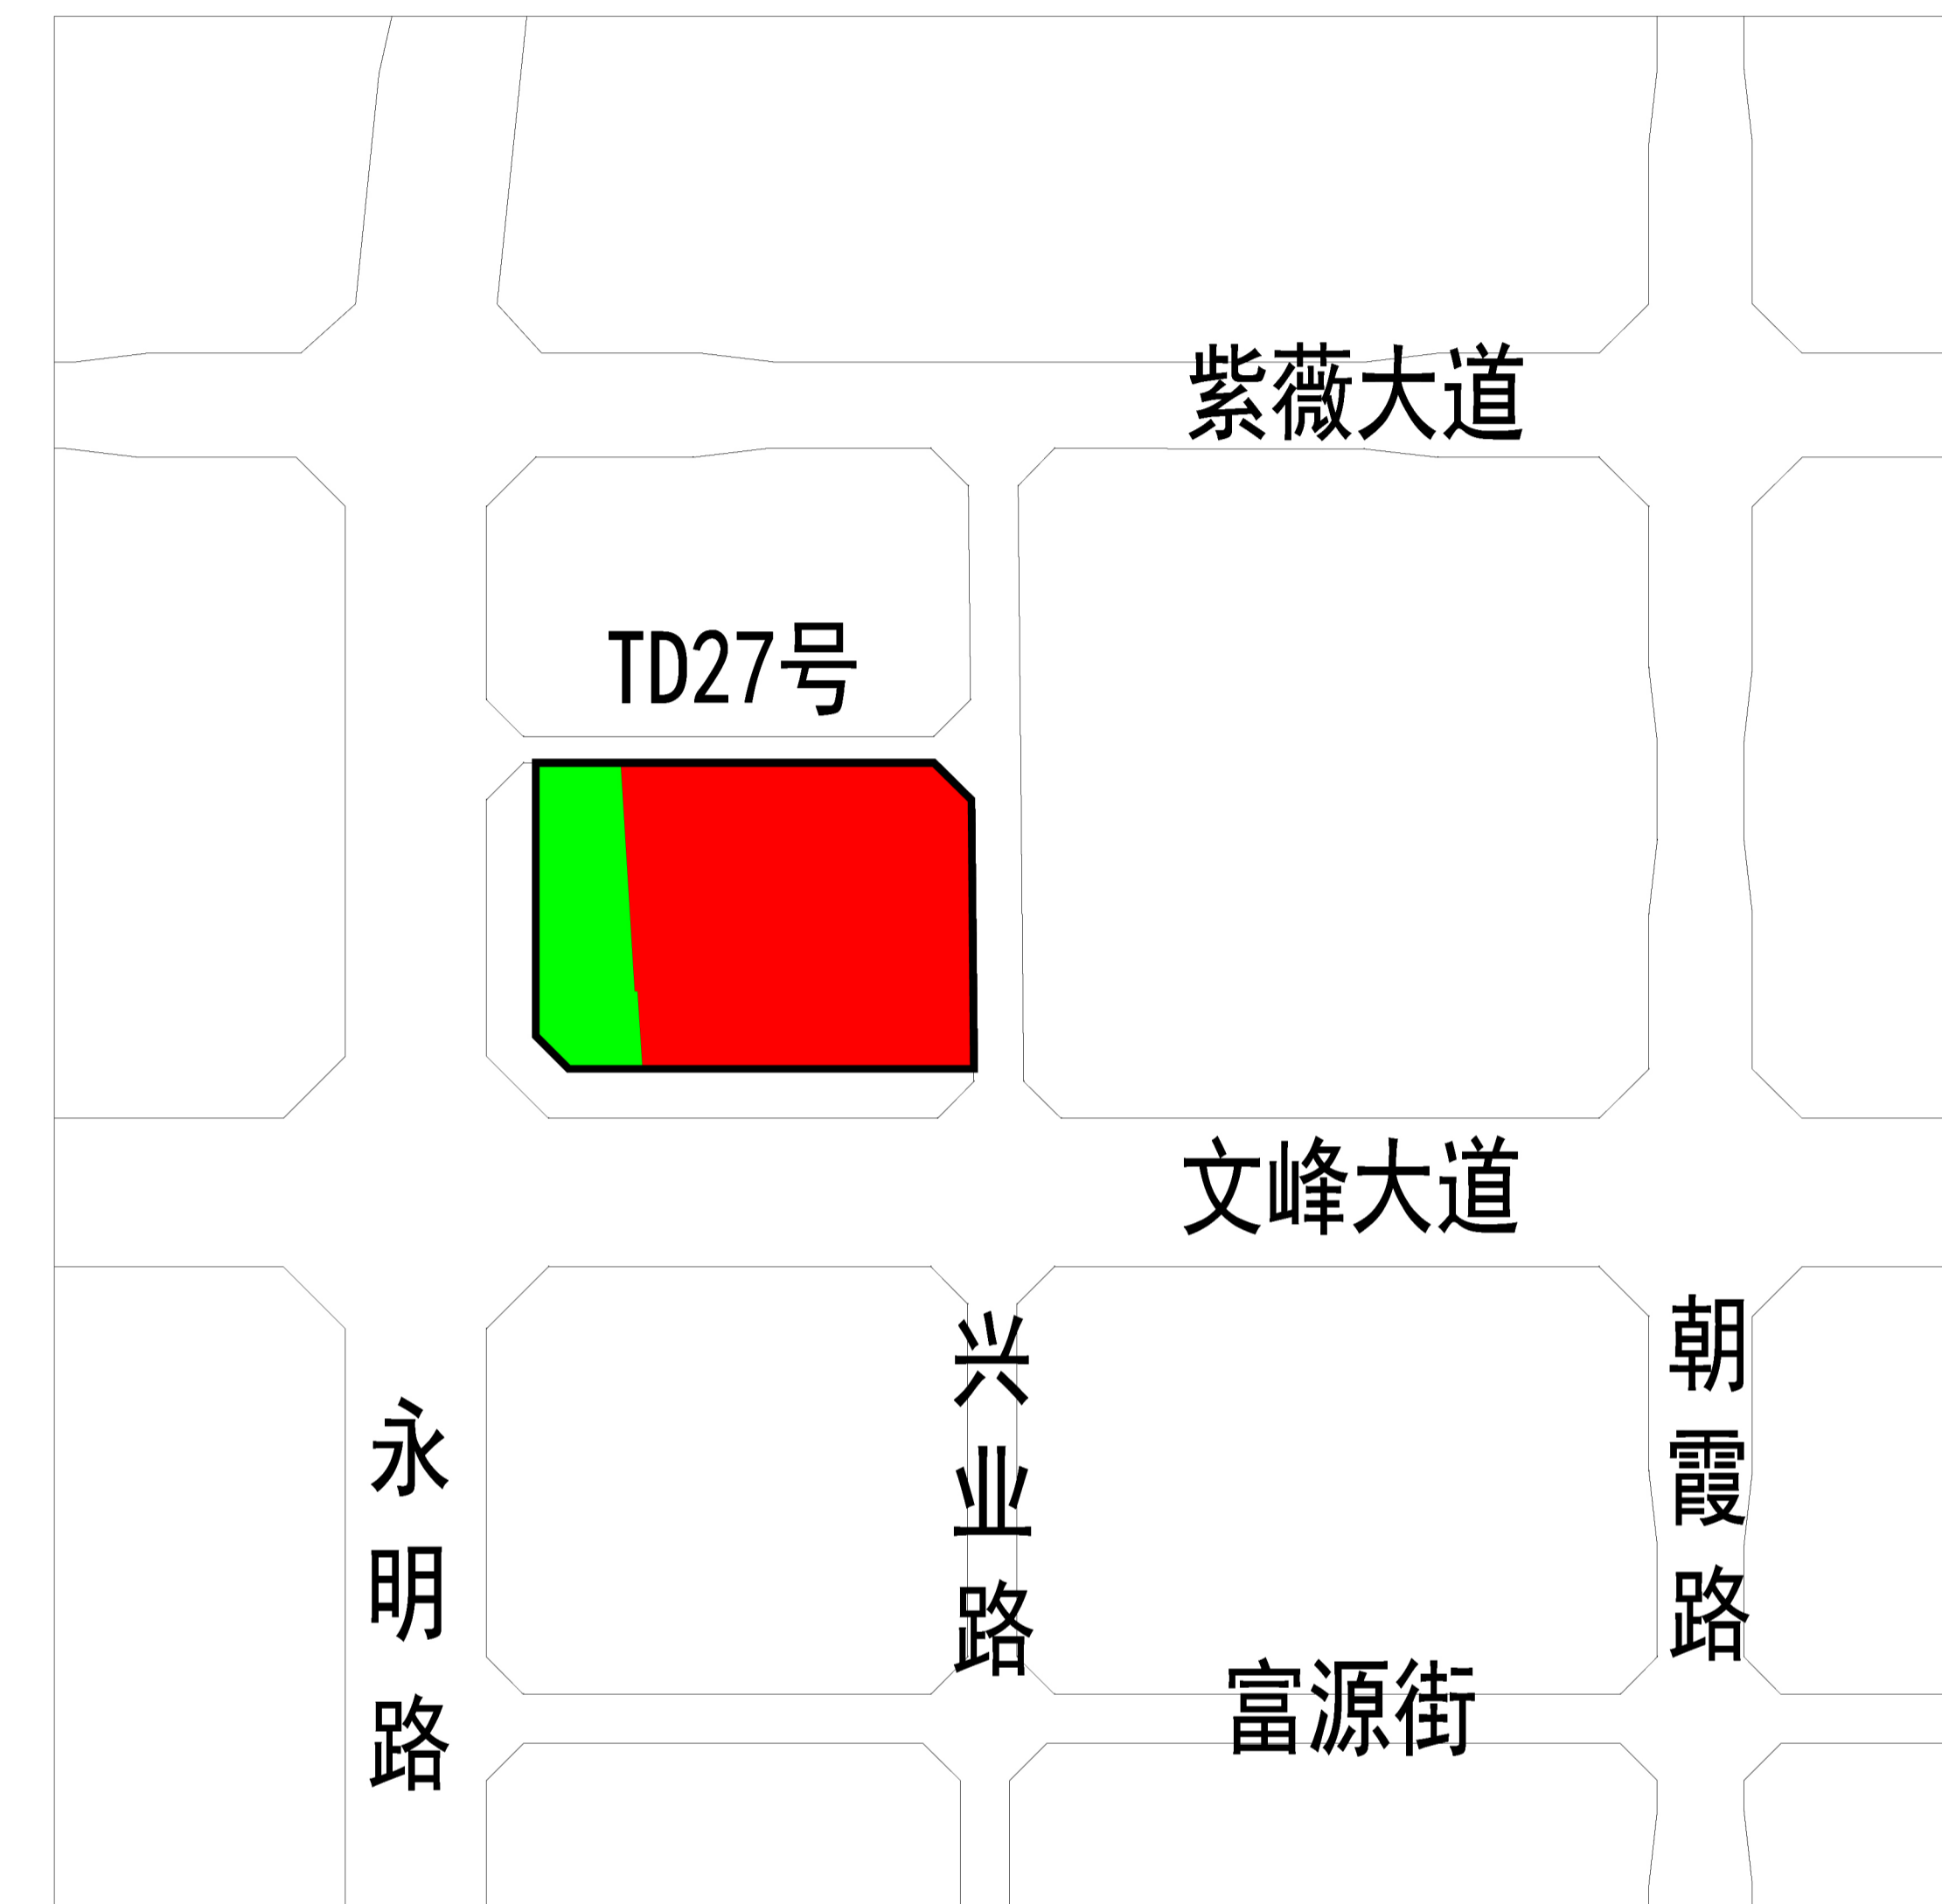 紫薇大道
TD27号
文峰大道
永明路
兴业路
朝霞路
富源街